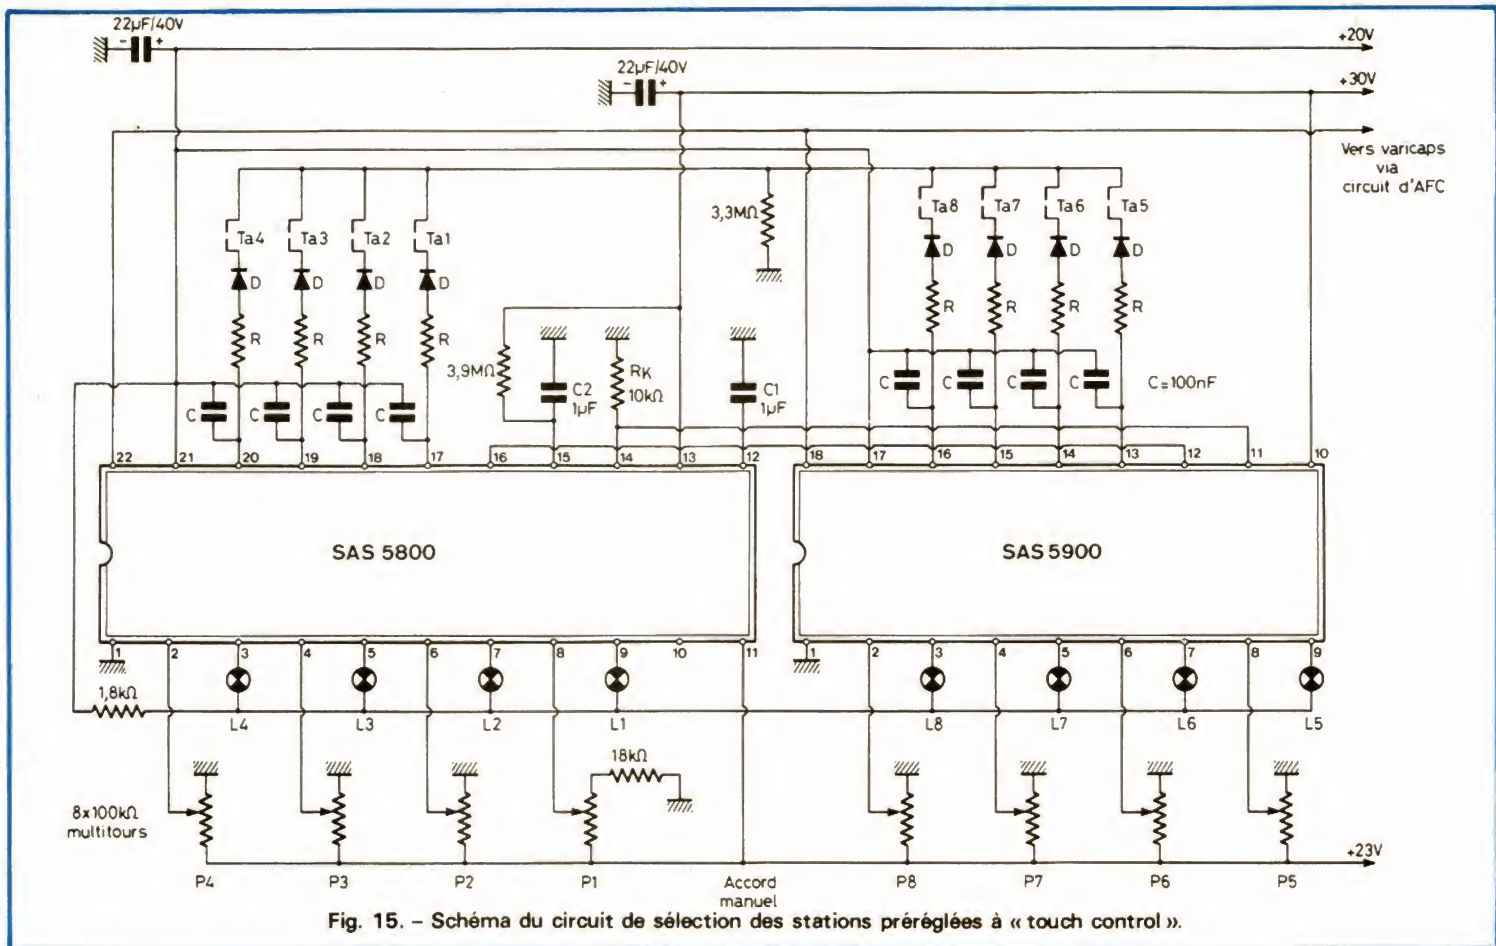 22µF/40V
- +
+20V
22µF/40V
- +
+30V
Vers varicaps
via
circuit d'AFC
Ta4 Ta3 Ta2 Ta1
3,3MΩ
Ta8 Ta7 Ta6 Ta5
D D D D
D D D D
R R R R
R R R R
3,9MΩ
C2
1µF
RK
10kΩ
C1
1µF
C C C C
C C C C
C=100nF
22 21 20 19 18 17 16 15 14 13 12
18 17 16 15 14 13 12 11 10
SAS 5800
SAS 5900
1 2 3 4 5 6 7 8 9 10 11
1 2 3 4 5 6 7 8 9
1,8kΩ
L4 L3 L2 L1
L8 L7 L6 L5
18kΩ
8x100kΩ
multitours
+23V
P4 P3 P2 P1
Accord
manuel
P8 P7 P6 P5
Fig. 15. – Schéma du circuit de sélection des stations préréglées à « touch control ».